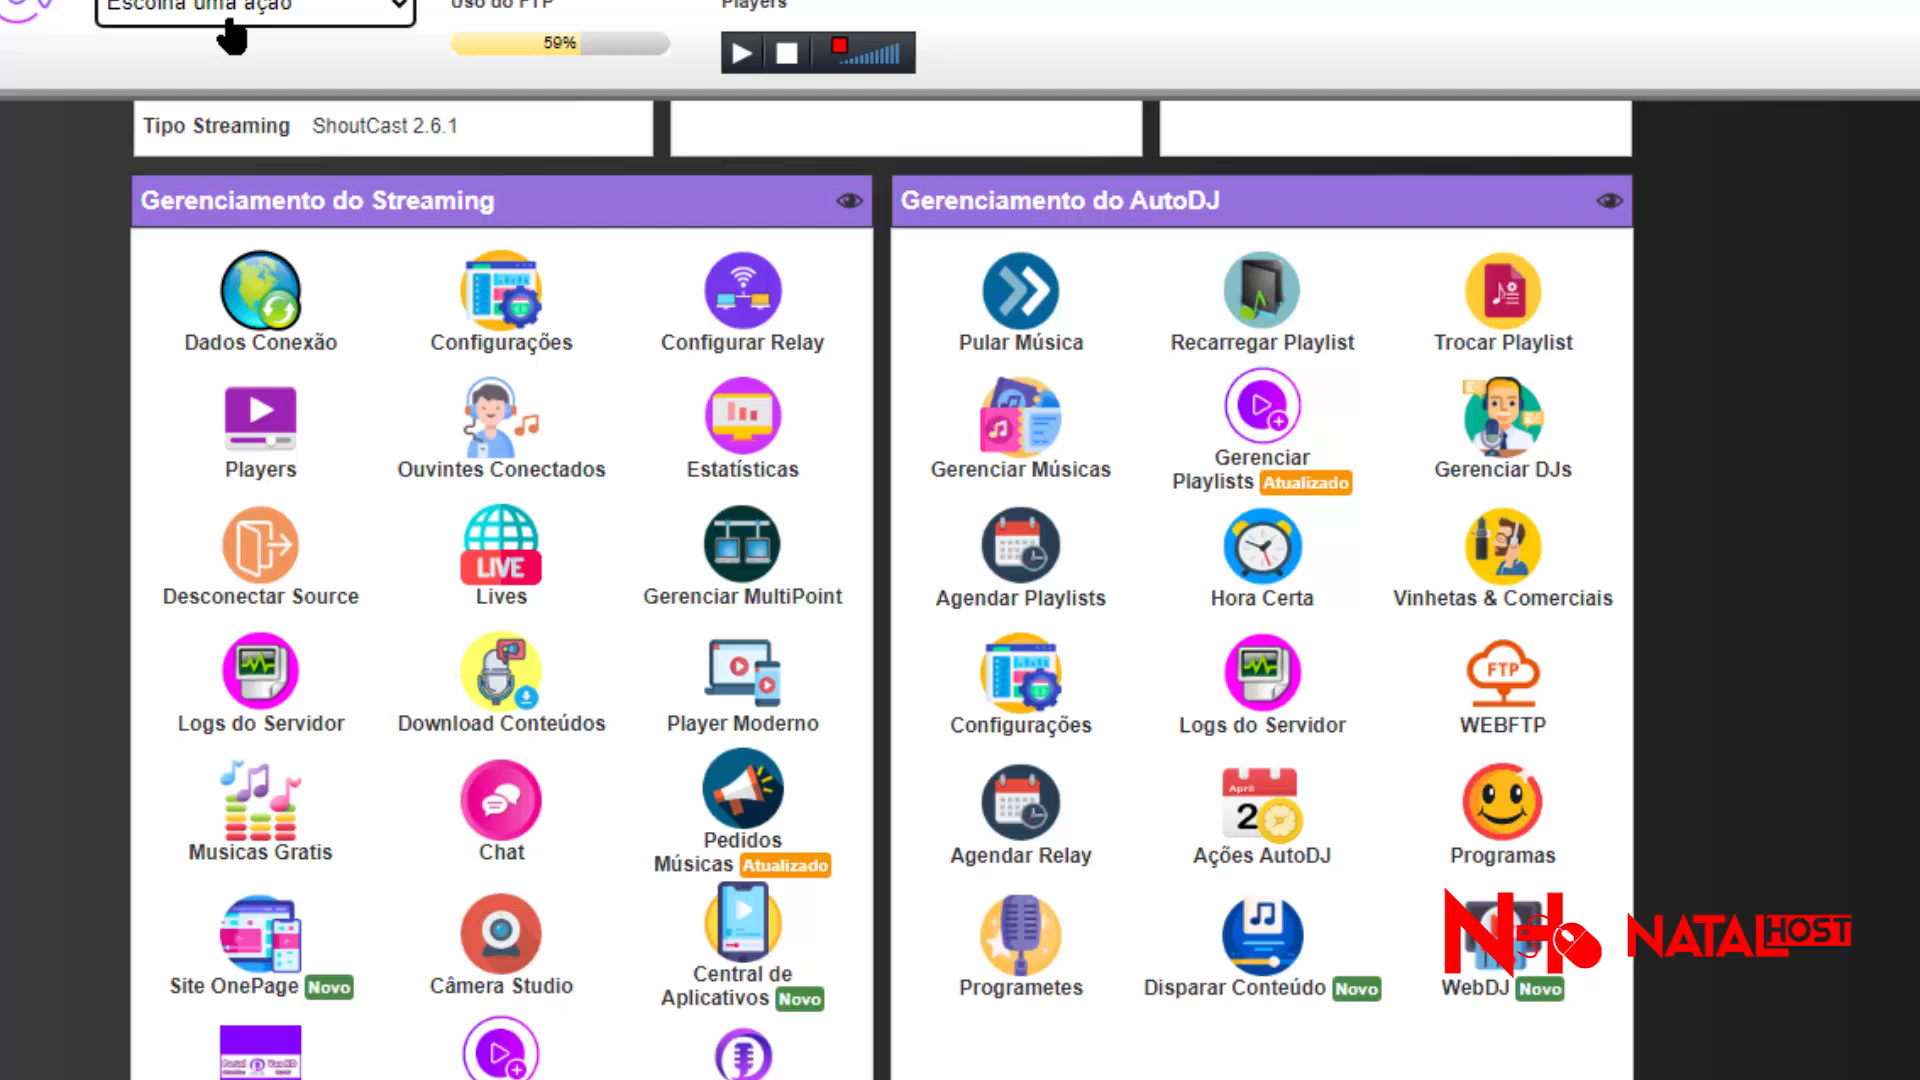 Escolha uma ação
Uso do FTP
Players
59%
Tipo Streaming ShoutCast 2.6.1
Gerenciamento do Streaming
Gerenciamento do AutoDJ
Dados Conexão
Configurações
Configurar Relay
Pular Música
Recarregar Playlist
Trocar Playlist
Players
Ouvintes Conectados
Estatísticas
Gerenciar Músicas
Gerenciar
Playlists Atualizado
Gerenciar DJs
LIVE
Desconectar Source
Lives
Gerenciar MultiPoint
Agendar Playlists
Hora Certa
Vinhetas & Comerciais
FTP
Logs do Servidor
Download Conteúdos
Player Moderno
Configurações
Logs do Servidor
WEBFTP
April
2
Musicas Gratis
Chat
Pedidos
Músicas Atualizado
Agendar Relay
Ações AutoDJ
Programas
Site OnePage Novo
Câmera Studio
Central de
Aplicativos Novo
Programetes
Disparar Conteúdo Novo
WebDJ Novo
NH
NATALHOST